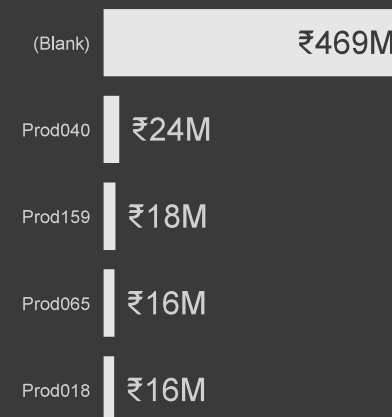 (Blank) ₹469M
Prod040 ₹24M
Prod159 ₹18M
Prod065 ₹16M
Prod018 ₹16M